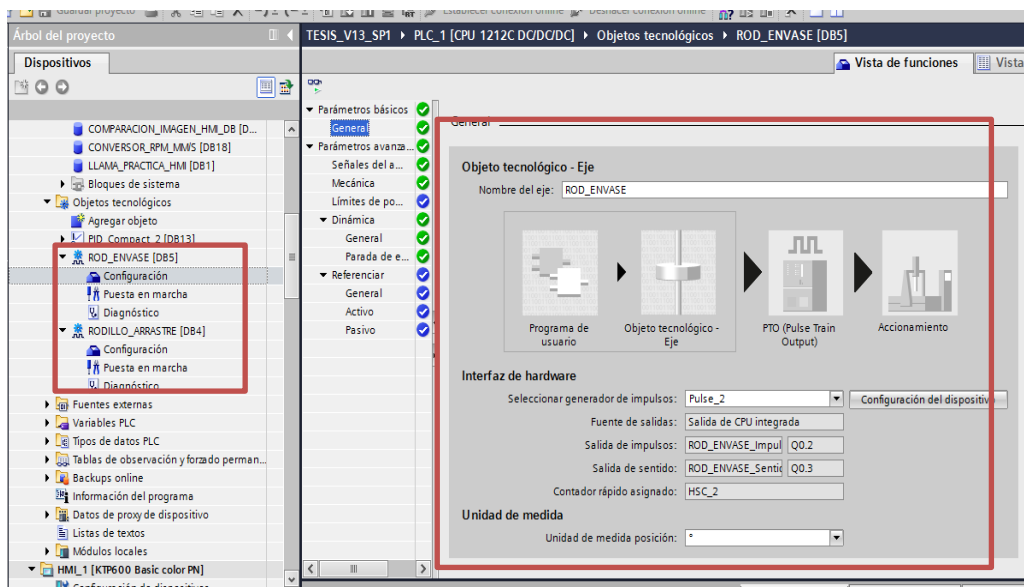 Guardar proyecto
Establecer conexión online
Deshacer conexión online
Árbol del proyecto
TESIS_V13_SP1 PLC_1 [CPU 1212C DC/DC/DC] Objetos tecnológicos ROD_ENVASE [DB5]
Dispositivos
Vista de funciones
Vista
COMPARACION_IMAGEN_HMI_DB [D...
CONVERSOR_RPM_MM/S [DB18]
LLAMA_PRACTICA_HMI [DB1]
Bloques de sistema
Objetos tecnológicos
Agregar objeto
PID_Compact_2 [DB13]
ROD_ENVASE [DB5]
Configuración
Puesta en marcha
Diagnóstico
RODILLO_ARRASTRE [DB4]
Configuración
Puesta en marcha
Diagnóstico
Fuentes externas
Variables PLC
Tipos de datos PLC
Tablas de observación y forzado perman...
Backups online
Información del programa
Datos de proxy de dispositivo
Listas de textos
Módulos locales
HMI_1 [KTP600 Basic color PN]
Configuración de dispositivos
Parámetros básicos
General
Parámetros avanza...
Señales del a...
Mecánica
Límites de po...
Dinámica
General
Parada de e...
Referenciar
General
Activo
Pasivo
General
Objeto tecnológico - Eje
Nombre del eje: ROD_ENVASE
Programa de usuario
Objeto tecnológico - Eje
PTO (Pulse Train Output)
Accionamiento
Interfaz de hardware
Seleccionar generador de impulsos: Pulse_2
Configuración del dispositivo
Fuente de salidas: Salida de CPU integrada
Salida de impulsos: ROD_ENVASE_Impul Q0.2
Salida de sentido: ROD_ENVASE_Sentid Q0.3
Contador rápido asignado: HSC_2
Unidad de medida
Unidad de medida posición: °